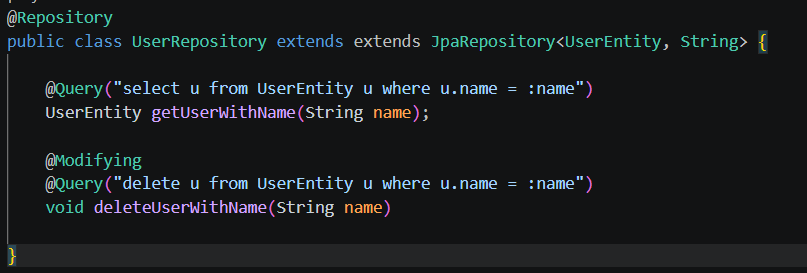 @Repository
public class UserRepository extends extends JpaRepository<UserEntity, String> {
@Query("select u from UserEntity u where u.name = :name")
UserEntity getUserWithName(String name);
@Modifying
@Query("delete u from UserEntity u where u.name = :name")
void deleteUserWithName(String name)
}